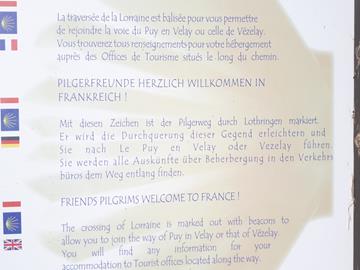 La traversée de la Lorraine est balisée pour vous permettre
de rejoindre la voie du Puy en Velay ou celle de Vézelay.
Vous trouverez tous renseignements pour votre hébergement
auprès des Offices de Tourisme situés le long du chemin.
PILGERFREUNDE HERZLICH WILLKOMMEN IN
FRANKREICH !
Mit diesen Zeichen ist der Pilgerweg durch Lothringen markiert.
Er wird die Durchquerung dieser Gegend erleichtern und
Sie nach Le Puy en Velay oder Vezelay führen.
Sie werden alle Auskünfte über Beherbergung in den Verkehrs
büros dem Weg entlang finden.
FRIENDS PILGRIMS WELCOME TO FRANCE !
The crossing of Lorraine is marked out with beacons to
allow you to join the way of Puy en Velay or that of Vézelay.
You will find any information for your
accommodation to Tourist offices located along the way.